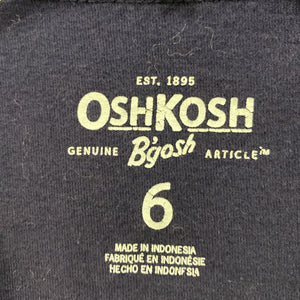 EST. 1895
OSHKOSH
GENUINE B'gosh ARTICLE™
6
MADE IN INDONESIA
FABRIQUÉ EN INDONÉSIE
HECHO EN INDONESIA